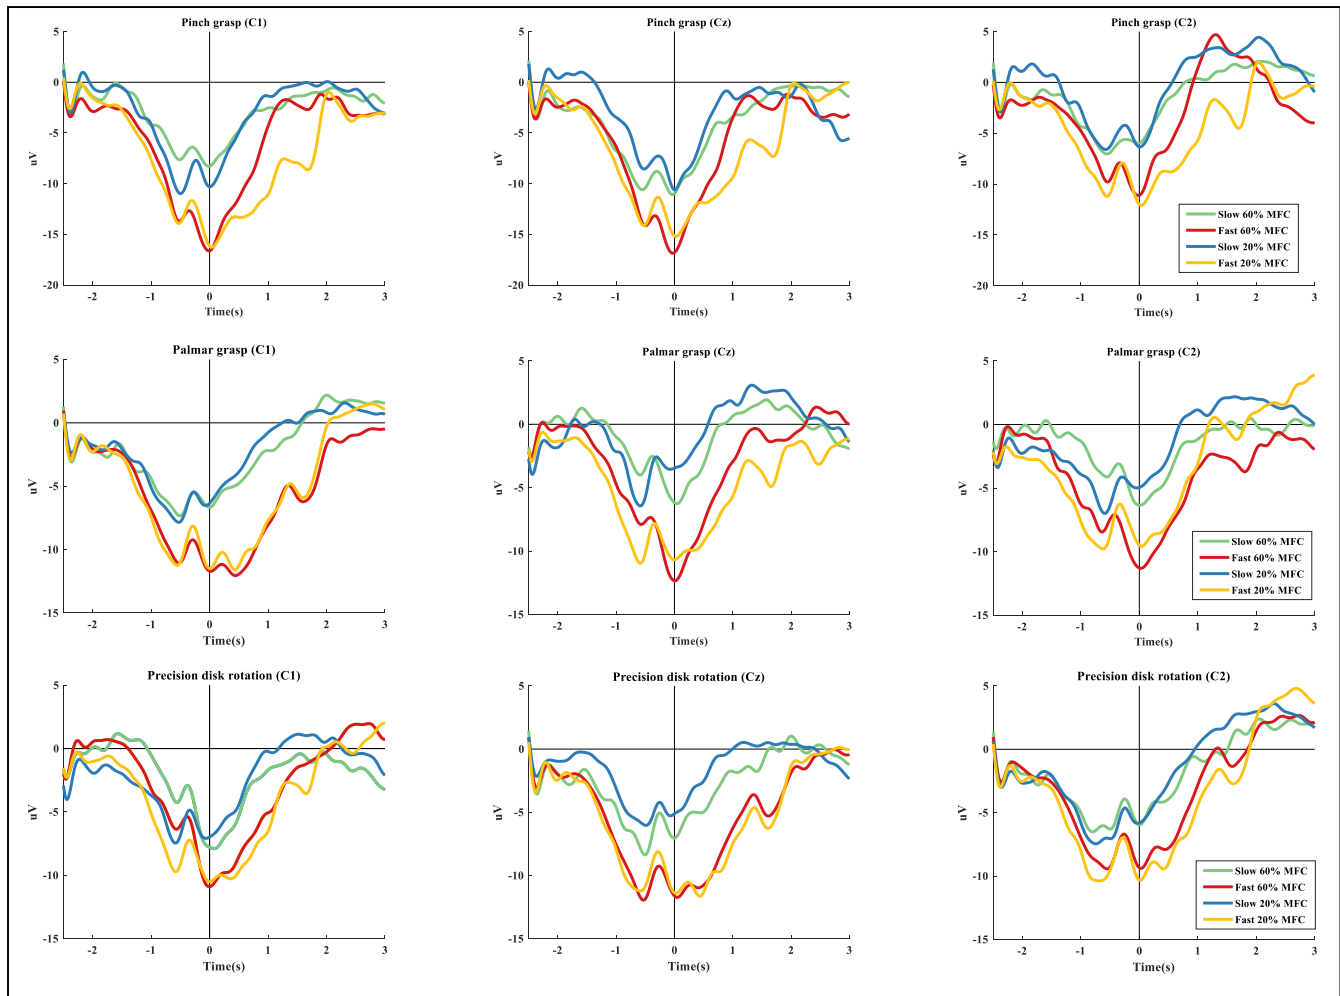 Pinch grasp (C1)
5
0
-5
-10
-15
-20
uV
-2 -1 0 1 2 3
Time(s)
Pinch grasp (Cz)
5
0
-5
-10
-15
-20
uV
-2 -1 0 1 2 3
Time(s)
Pinch grasp (C2)
5
0
-5
-10
-15
-20
uV
-2 -1 0 1 2 3
Time(s)
Slow 60% MFC
Fast 60% MFC
Slow 20% MFC
Fast 20% MFC
Palmar grasp (C1)
5
0
-5
-10
-15
uV
-2 -1 0 1 2 3
Time(s)
Palmar grasp (Cz)
5
0
-5
-10
-15
uV
-2 -1 0 1 2 3
Time(s)
Palmar grasp (C2)
5
0
-5
-10
-15
uV
-2 -1 0 1 2 3
Time(s)
Slow 60% MFC
Fast 60% MFC
Slow 20% MFC
Fast 20% MFC
Precision disk rotation (C1)
5
0
-5
-10
-15
uV
-2 -1 0 1 2 3
Time(s)
Precision disk rotation (Cz)
5
0
-5
-10
-15
uV
-2 -1 0 1 2 3
Time(s)
Precision disk rotation (C2)
5
0
-5
-10
-15
uV
-2 -1 0 1 2 3
Time(s)
Slow 60% MFC
Fast 60% MFC
Slow 20% MFC
Fast 20% MFC